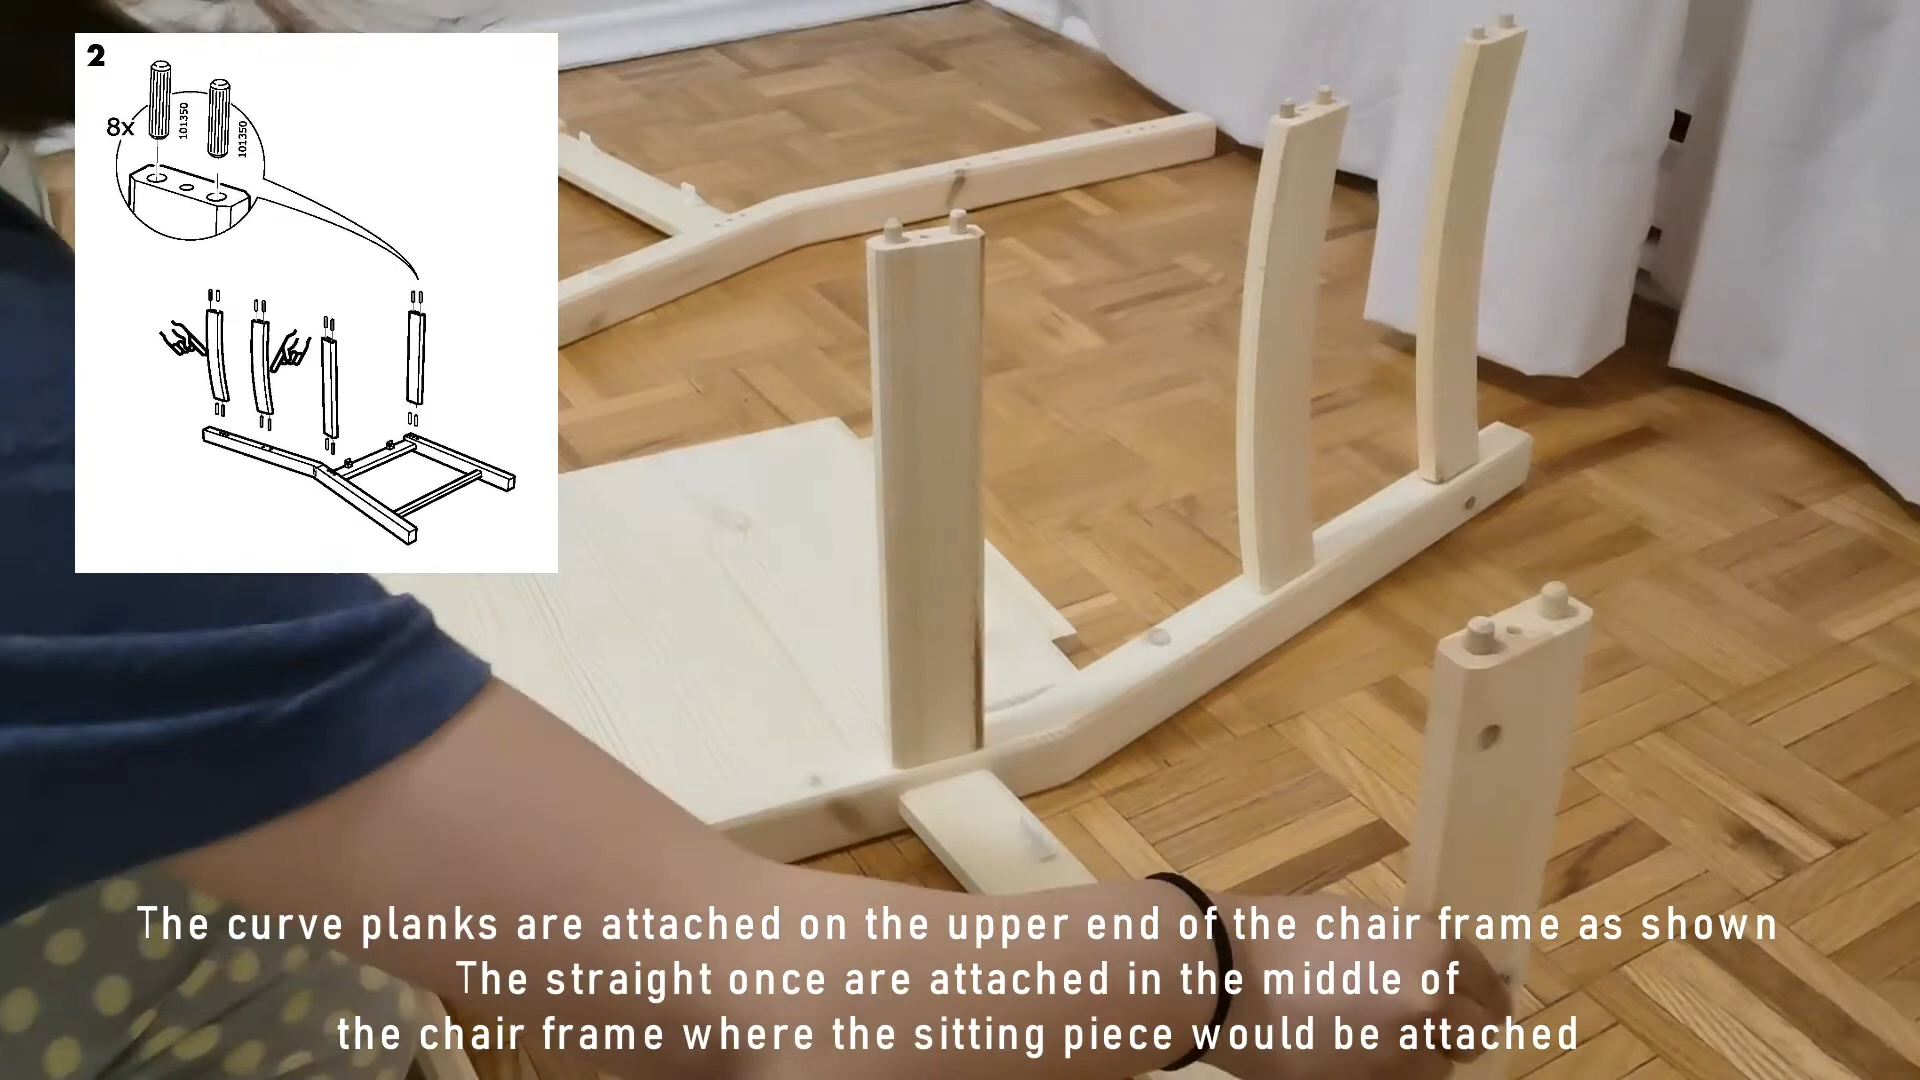 2
8x
101350
101350
The curve planks are attached on the upper end of the chair frame as shown
The straight once are attached in the middle of
the chair frame where the sitting piece would be attached